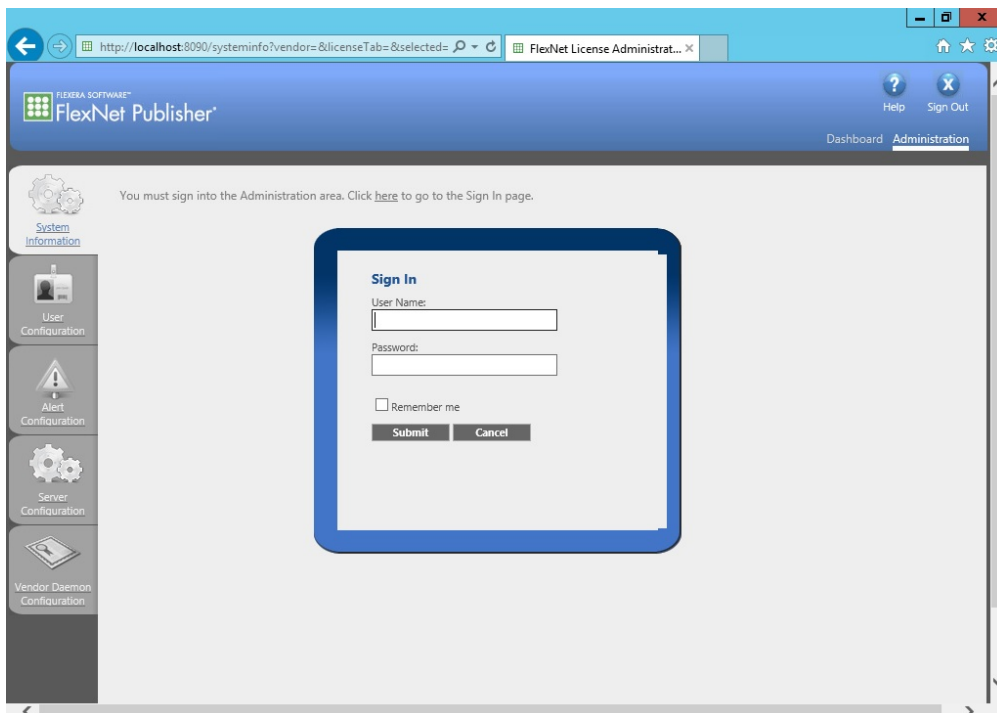 http://localhost:8090/systeminfo?vendor=&licenseTab=&selected=
FlexNet License Administrat...
FLEXERA SOFTWARE™
FlexNet Publisher
Help
Sign Out
Dashboard
Administration
System
Information
User
Configuration
Alert
Configuration
Server
Configuration
Vendor Daemon
Configuration
You must sign into the Administration area. Click here to go to the Sign In page.
Sign In
User Name:
Password:
Remember me
Submit
Cancel